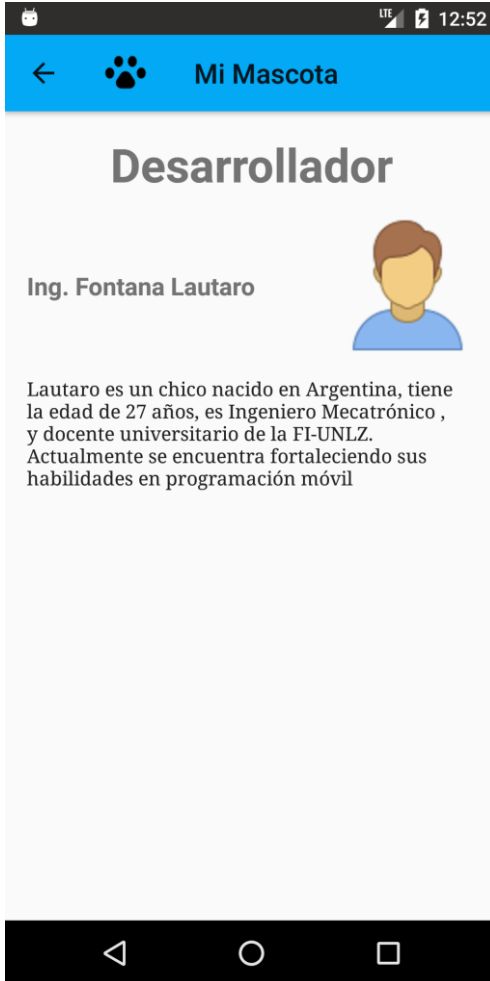 LTE 12:52
Mi Mascota
Desarrollador
Ing. Fontana Lautaro
Lautaro es un chico nacido en Argentina, tiene
la edad de 27 años, es Ingeniero Mecatrónico ,
y docente universitario de la FI-UNLZ.
Actualmente se encuentra fortaleciendo sus
habilidades en programación móvil